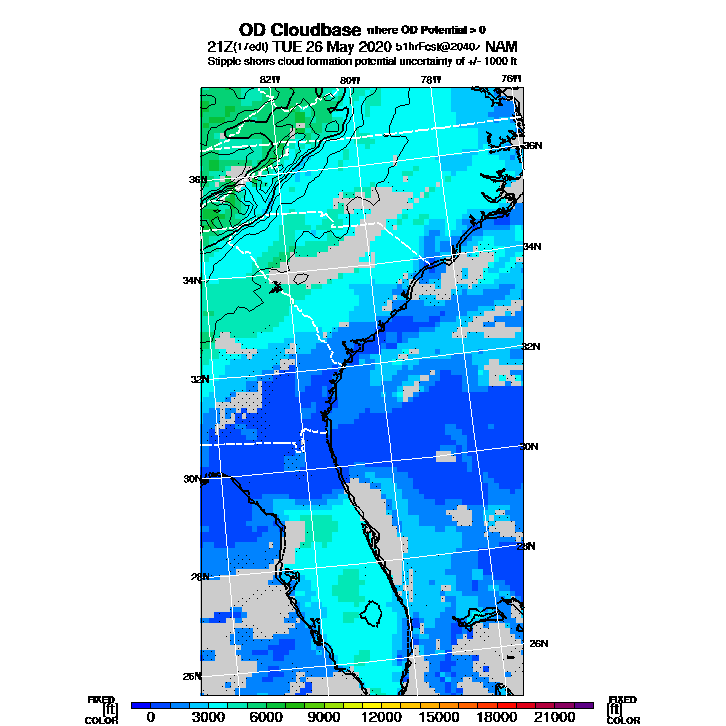 OD Cloudbase where OD Potential > 0
21Z(17edt) TUE 26 May 2020 51hrFcst@2040z NAM
Stipple shows cloud formation potential uncertainty of +/- 1000 ft
82W 80W 78W 76W
36N
36N
34N
34N
32N
32N
30N
30N
28N
28N
26N
26N
FIXED FIXED
[ft] 0 3000 6000 9000 12000 15000 18000 21000 [ft]
COLOR COLOR